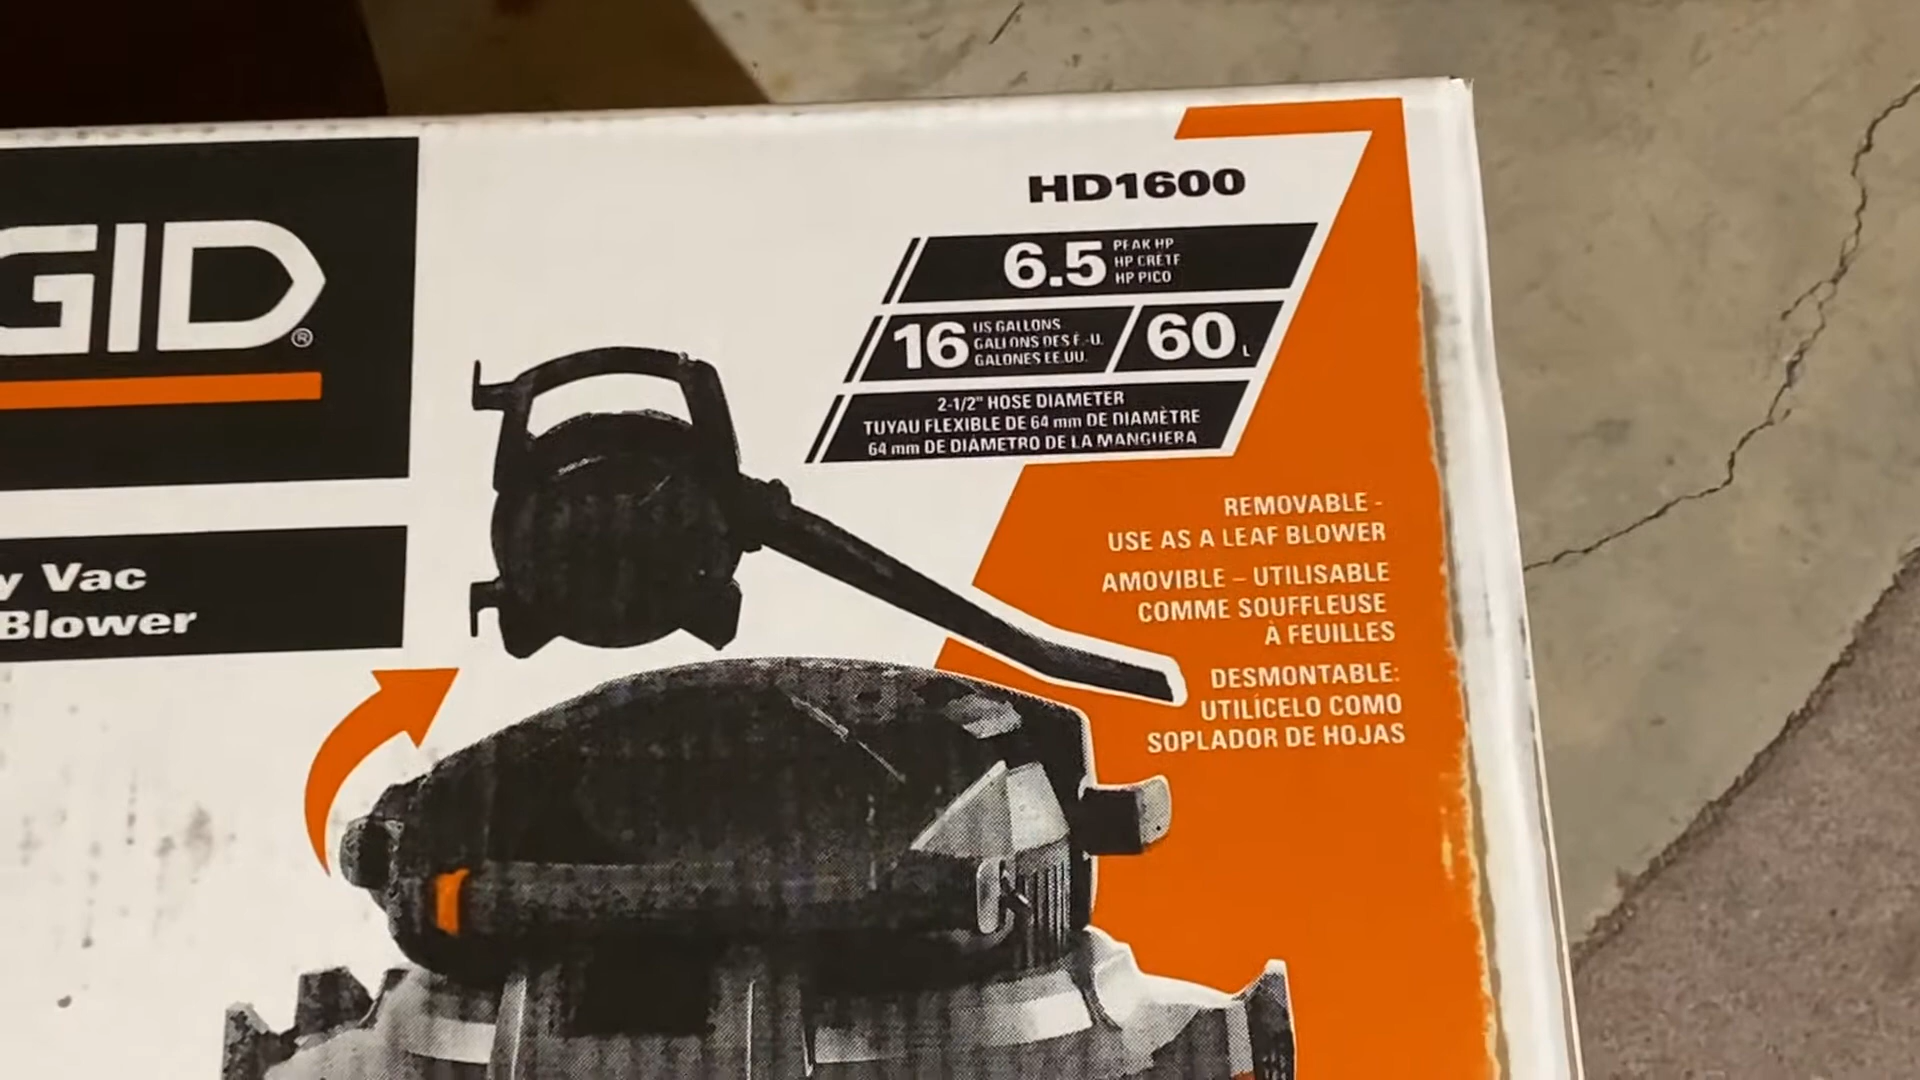 GID®
y Vac
Blower
HD1600
6.5 PEAK HP
HP CRÊTE
HP PICO
16 US GALLONS
GALLONS DES É.-U.
GALONES EE.UU.
60 L
2-1/2" HOSE DIAMETER
TUYAU FLEXIBLE DE 64 mm DE DIAMÈTRE
64 mm DE DIÁMETRO DE LA MANGUERA
REMOVABLE -
USE AS A LEAF BLOWER
AMOVIBLE – UTILISABLE
COMME SOUFFLEUSE
À FEUILLES
DESMONTABLE:
UTILÍCELO COMO
SOPLADOR DE HOJAS